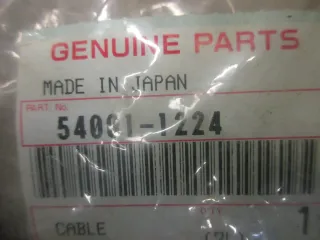 GENUINE PARTS
MADE IN JAPAN
PART No.
54001-1224
CABLE
1